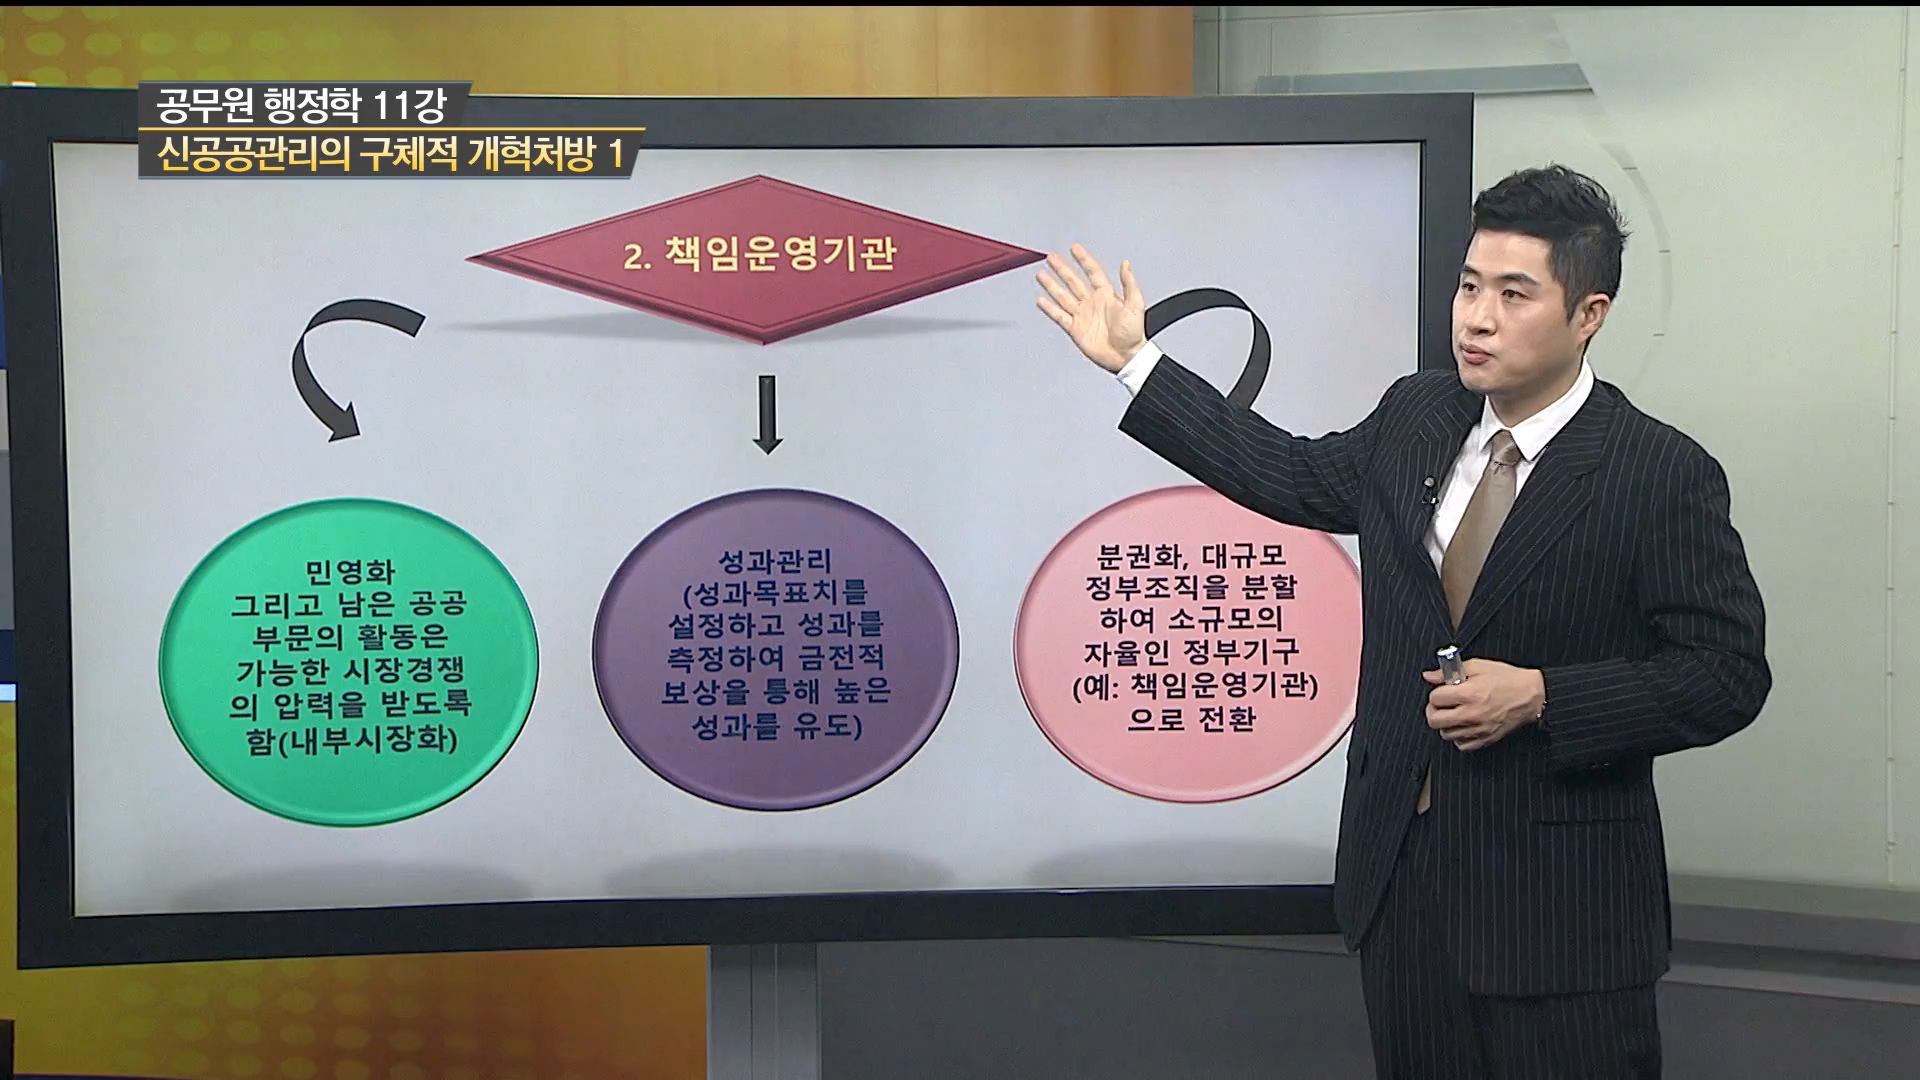 공무원 행정학 11강
신공공관리의 구체적 개혁처방 1
2. 책임운영기관
민영화
그리고 남은 공공
부문의 활동은
가능한 시장경쟁
의 압력을 받도록
함(내부시장화)
성과관리
(성과목표치를
설정하고 성과를
측정하여 금전적
보상을 통해 높은
성과를 유도)
분권화, 대규모
정부조직을 분할
하여 소규모의
자율인 정부기구
(예: 책임운영기관)
으로 전환